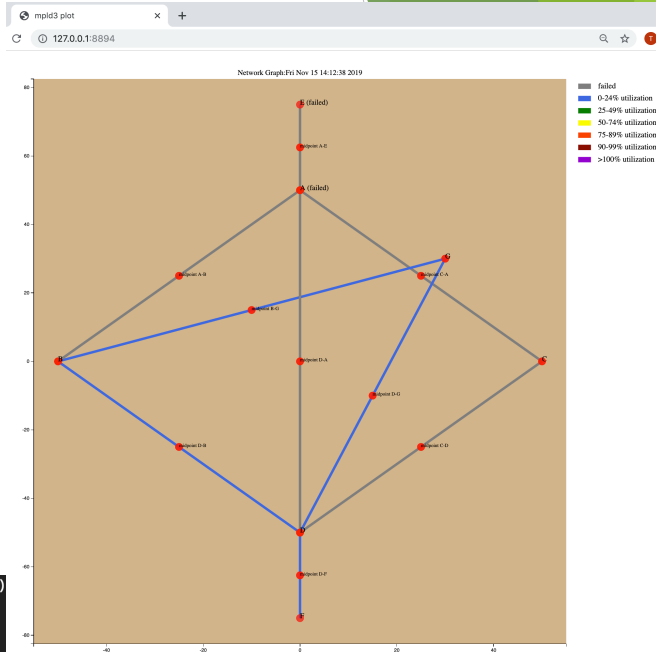 mpld3 plot
×
+
127.0.0.1:8894
T
Network Graph:Fri Nov 15 14:12:38 2019
failed
0-24% utilization
25-49% utilization
50-74% utilization
75-89% utilization
90-99% utilization
>100% utilization
80
E (failed)
midpoint A-E
60
A (failed)
40
G
midpoint A-B
midpoint C-A
20
midpoint B-G
B
0
midpoint D-A
C
midpoint D-G
-20
midpoint D-B
midpoint C-D
-40
D
-60
midpoint D-F
F
-80
-40
-20
0
20
40
)